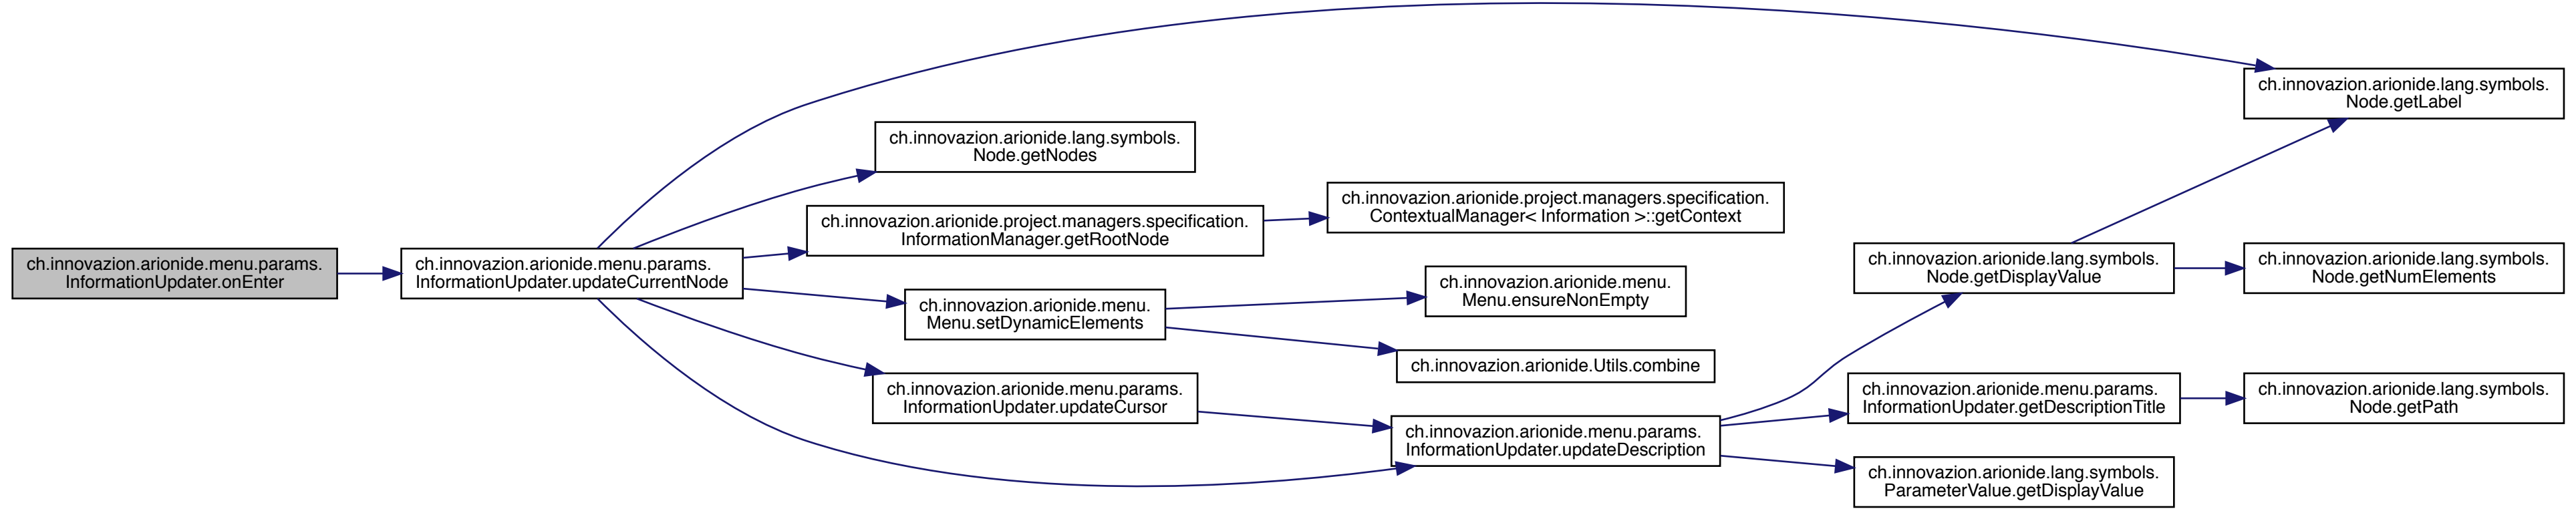 ch.innovazion.arionide.menu.params.
InformationUpdater.onEnter
ch.innovazion.arionide.menu.params.
InformationUpdater.updateCurrentNode
ch.innovazion.arionide.lang.symbols.
Node.getNodes
ch.innovazion.arionide.project.managers.specification.
InformationManager.getRootNode
ch.innovazion.arionide.menu.
Menu.setDynamicElements
ch.innovazion.arionide.menu.params.
InformationUpdater.updateCursor
ch.innovazion.arionide.project.managers.specification.
ContextualManager< Information >::getContext
ch.innovazion.arionide.menu.
Menu.ensureNonEmpty
ch.innovazion.arionide.Utils.combine
ch.innovazion.arionide.menu.params.
InformationUpdater.updateDescription
ch.innovazion.arionide.lang.symbols.
Node.getDisplayValue
ch.innovazion.arionide.menu.params.
InformationUpdater.getDescriptionTitle
ch.innovazion.arionide.lang.symbols.
ParameterValue.getDisplayValue
ch.innovazion.arionide.lang.symbols.
Node.getLabel
ch.innovazion.arionide.lang.symbols.
Node.getNumElements
ch.innovazion.arionide.lang.symbols.
Node.getPath